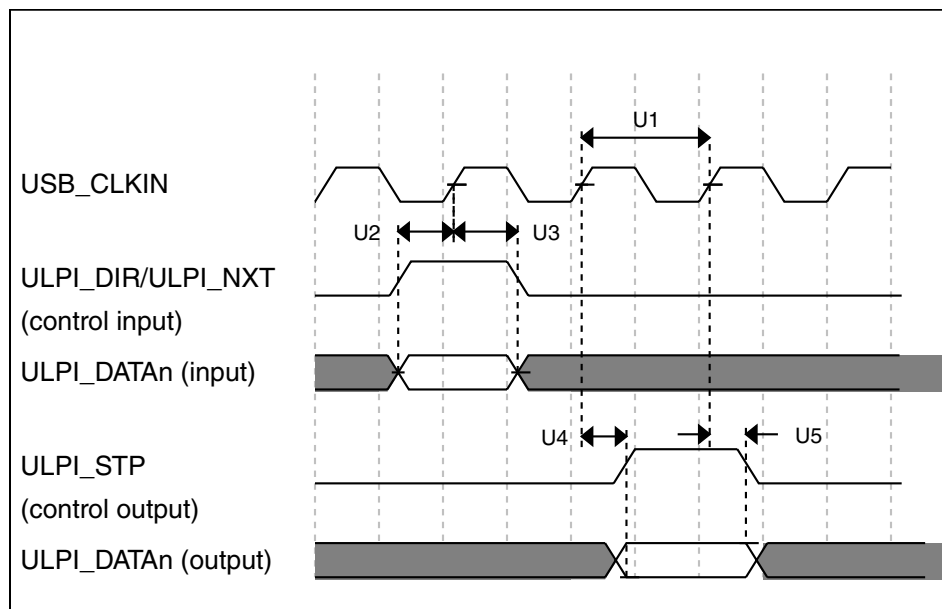 U1
USB_CLKIN
U2
U3
ULPI_DIR/ULPI_NXT
(control input)
ULPI_DATAn (input)
U4
U5
ULPI_STP
(control output)
ULPI_DATAn (output)